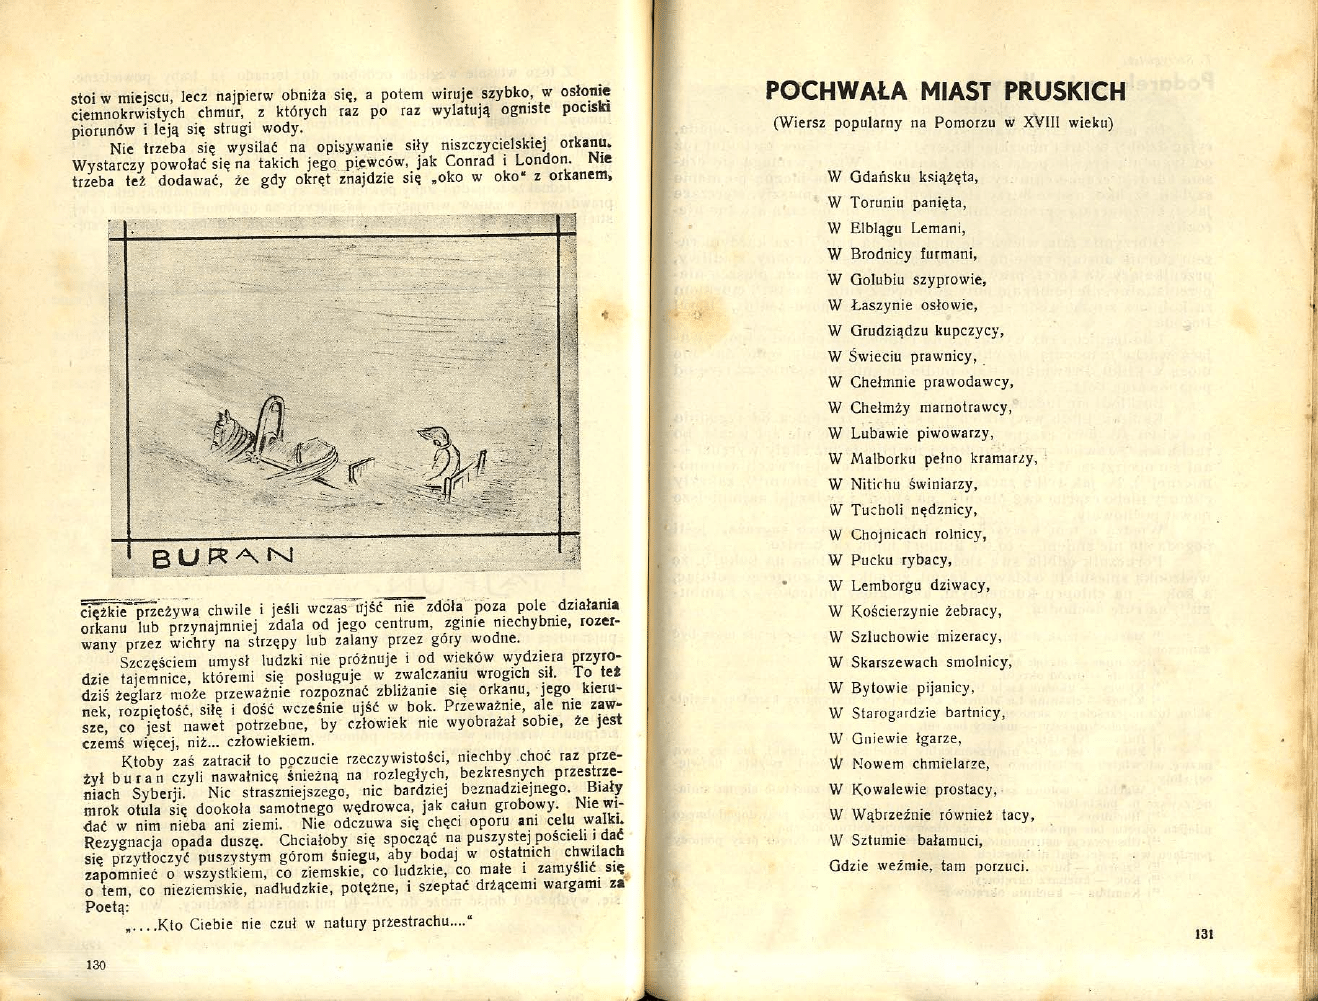 stoi w miejscu, lecz najpierw obniża się, a potem wiruje szybko, w osłonie
ciemnokrwistych chmur, z których raz po raz wylatują ogniste pociski
piorunów i leją się strugi wody.
Nie trzeba się wysilać na opisywanie siły niszczycielskiej orkanu.
Wystarczy powołać się na takich jego piewców, jak Conrad i London. Nie
trzeba też dodawać, że gdy okręt znajdzie się „oko w oko“ z orkanem,
BURAN
ciężkie przeżywa chwile i jeśli wczas ujść nie zdoła poza pole działania
orkanu lub przynajmniej zdala od jego centrum, zginie niechybnie, rozer-
wany przez wichry na strzępy lub zalany przez góry wodne.
Szczęściem umysł ludzki nie próżnuje i od wieków wydziera przyro-
dzie tajemnice, któremi się posługuje w zwalczaniu wrogich sił. To też
dziś żeglarz może przeważnie rozpoznać zbliżanie się orkanu, jego kieru-
nek, rozpiętość, siłę i dość wcześnie ujść w bok. Przeważnie, ale nie zaw-
sze, co jest nawet potrzebne, by człowiek nie wyobrażał sobie, że jest
czemś więcej, niż... człowiekiem.
Ktoby zaś zatracił to poczucie rzeczywistości, niechby choć raz prze-
żył buran czyli nawałnicę śnieżną na rozległych, bezkresnych przestrze-
niach Syberji. Nic straszniejszego, nic bardziej beznadziejnego. Biały
mrok otula się dookoła samotnego wędrowca, jak całun grobowy. Nie wi-
dać w nim nieba ani ziemi. Nie odczuwa się chęci oporu ani celu walki.
Rezygnacja opada duszę. Chciałoby się spocząć na puszystej pościeli i dać
się przytłoczyć puszystym górom śniegu, aby bodaj w ostatnich chwilach
zapomnieć o wszystkiem, co ziemskie, co ludzkie, co małe i zamyślić się
o tem, co nieziemskie, nadludzkie, potężne, i szeptać drżącemi wargami za
Poetą:
„....Kto Ciebie nie czuł w natury przestrachu....“
130
POCHWAŁA MIAST PRUSKICH
(Wiersz popularny na Pomorzu w XVIII wieku)
W Gdańsku książęta,
W Toruniu panięta,
W Elblągu Lemani,
W Brodnicy furmani,
W Golubiu szyprowie,
W Łaszynie osłowie,
W Grudziądzu kupczycy,
W Świeciu prawnicy,
W Chełmnie prawodawcy,
W Chełmży marnotrawcy,
W Lubawie piwowarzy,
W Malborku pełno kramarzy,
W Nitichu świniarzy,
W Tucholi nędznicy,
W Chojnicach rolnicy,
W Pucku rybacy,
W Lemborgu dziwacy,
W Kościerzynie żebracy,
W Szluchowie mizeracy,
W Skarszewach smolnicy,
W Bytowie pijanicy,
W Starogardzie bartnicy,
W Gniewie łgarze,
W Nowem chmielarze,
W Kowalewie prostacy,
W Wąbrzeźnie również tacy,
W Sztumie bałamuci,
Gdzie weźmie, tam porzuci.
131